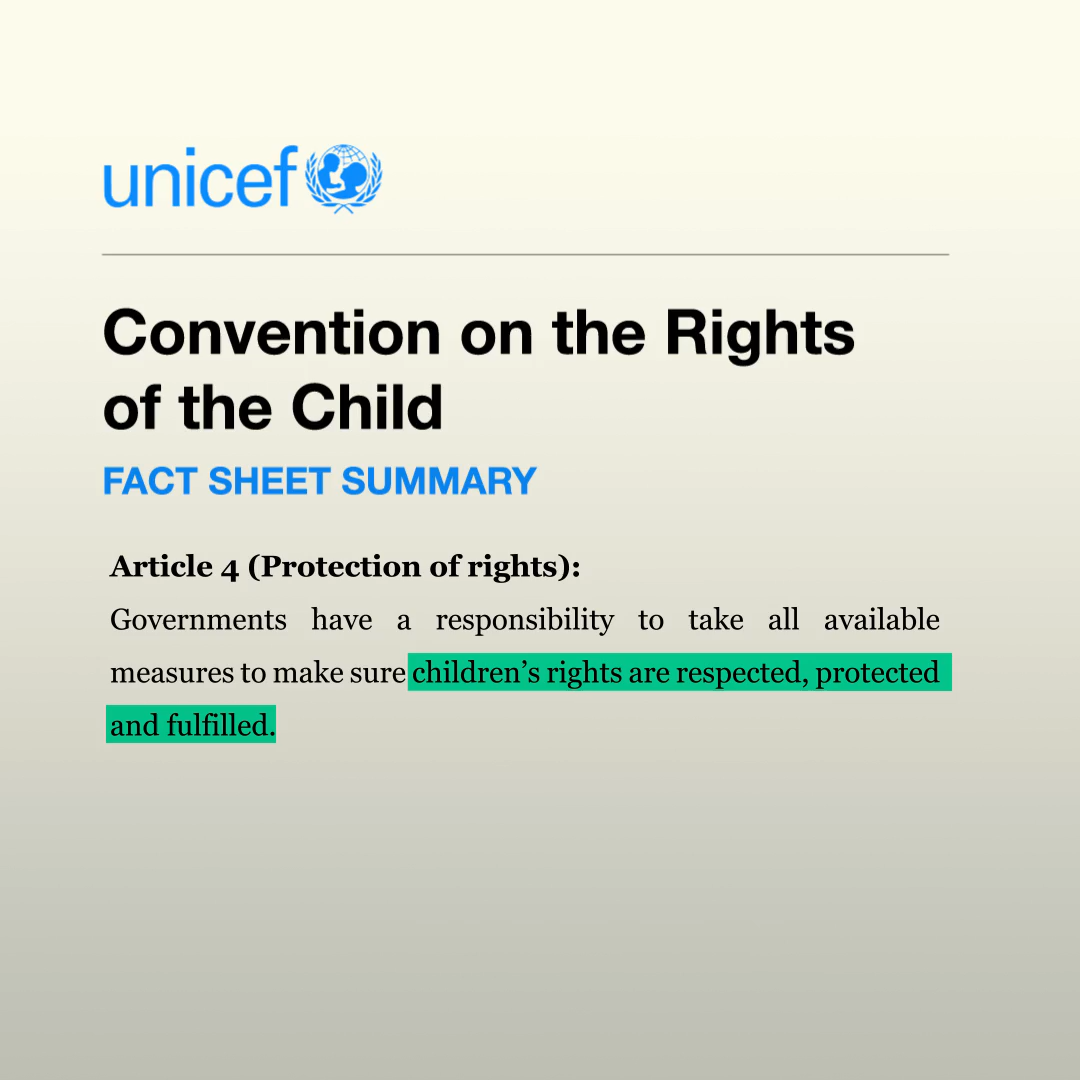 unicef
Convention on the Rights
of the Child
FACT SHEET SUMMARY
Article 4 (Protection of rights):
Governments have a responsibility to take all available
measures to make sure children’s rights are respected, protected
and fulfilled.